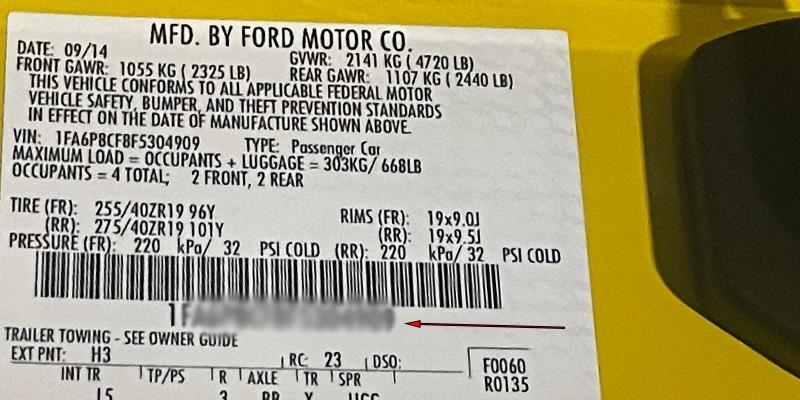 MFD. BY FORD MOTOR CO.
DATE: 09/14 GVWR: 2141 KG ( 4720 LB)
FRONT GAWR: 1055 KG ( 2325 LB) REAR GAWR: 1107 KG ( 2440 LB)
THIS VEHICLE CONFORMS TO ALL APPLICABLE FEDERAL MOTOR
VEHICLE SAFETY, BUMPER, AND THEFT PREVENTION STANDARDS
IN EFFECT ON THE DATE OF MANUFACTURE SHOWN ABOVE.
VIN: 1FA6P8CF8F5304909 TYPE: Passenger Car
MAXIMUM LOAD = OCCUPANTS + LUGGAGE = 303KG/ 668LB
OCCUPANTS = 4 TOTAL; 2 FRONT, 2 REAR
TIRE (FR): 255/40ZR19 96Y RIMS (FR): 19x9.0J
(RR): 275/40ZR19 101Y (RR): 19x9.5J
PRESSURE (FR): 220 kPa/ 32 PSI COLD (RR): 220 kPa/ 32 PSI COLD
TRAILER TOWING - SEE OWNER GUIDE
EXT PNT: H3 RC: 23 DSO: F0060
INT TR TP/PS R AXLE TR SPR R0135